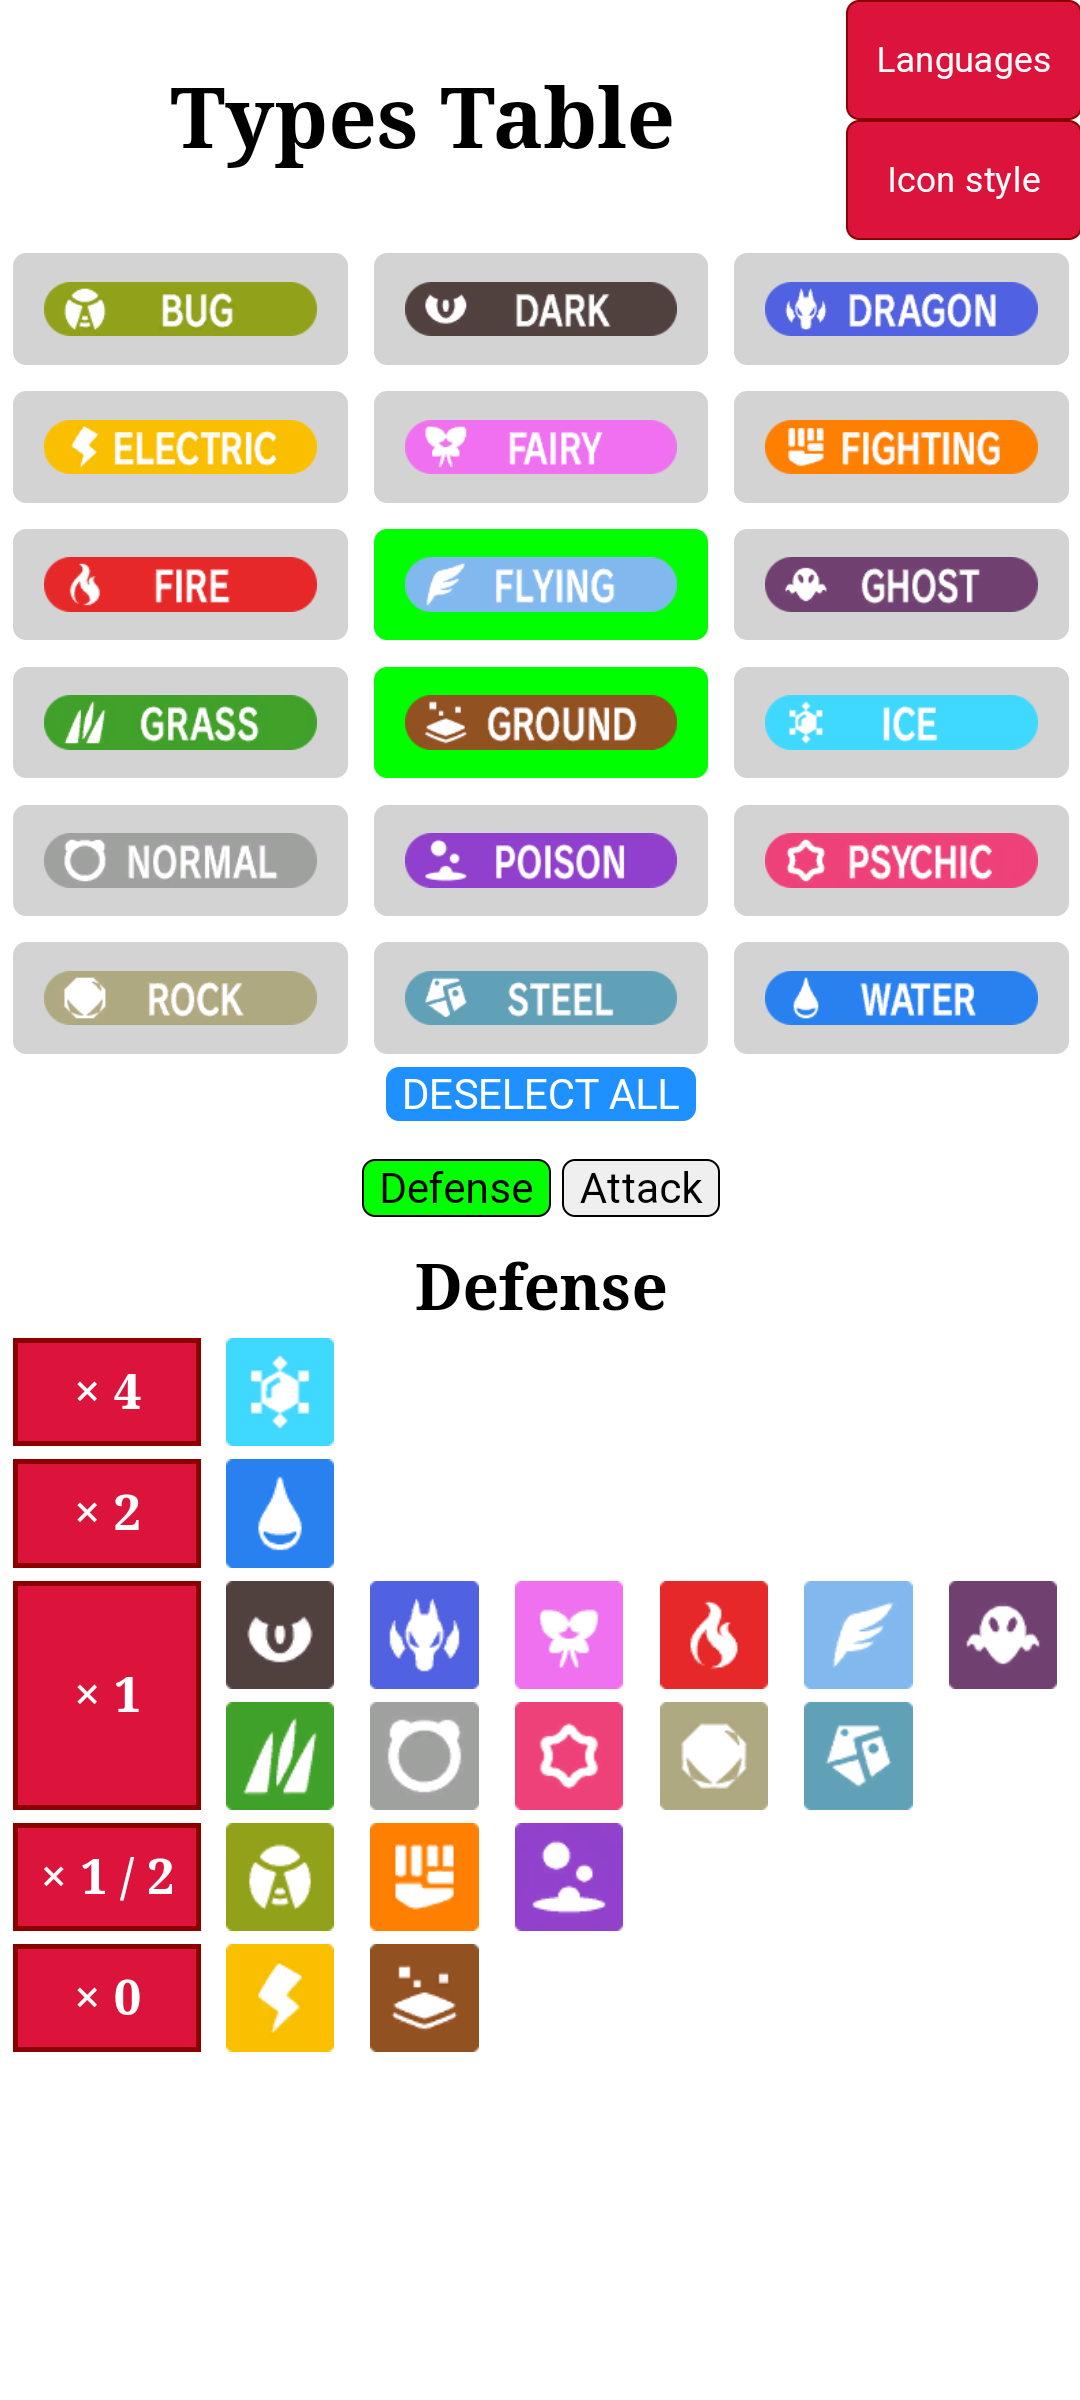 Languages
Types Table
Icon style
BUG DARK DRAGON
ELECTRIC FAIRY FIGHTING
FIRE FLYING GHOST
GRASS GROUND ICE
NORMAL POISON PSYCHIC
ROCK STEEL WATER
DESELECT ALL
Defense Attack
Defense
× 4
× 2
× 1
× 1 / 2
× 0